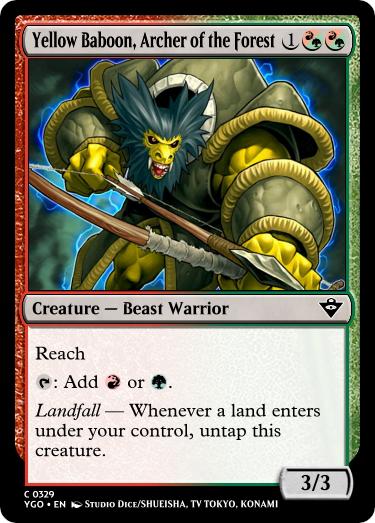 Yellow Baboon, Archer of the Forest 1
Creature — Beast Warrior
Reach
: Add or .
Landfall — Whenever a land enters
under your control, untap this
creature.
3/3
C 0329
YGO • EN Studio Dice/SHUEISHA, TV TOKYO, KONAMI